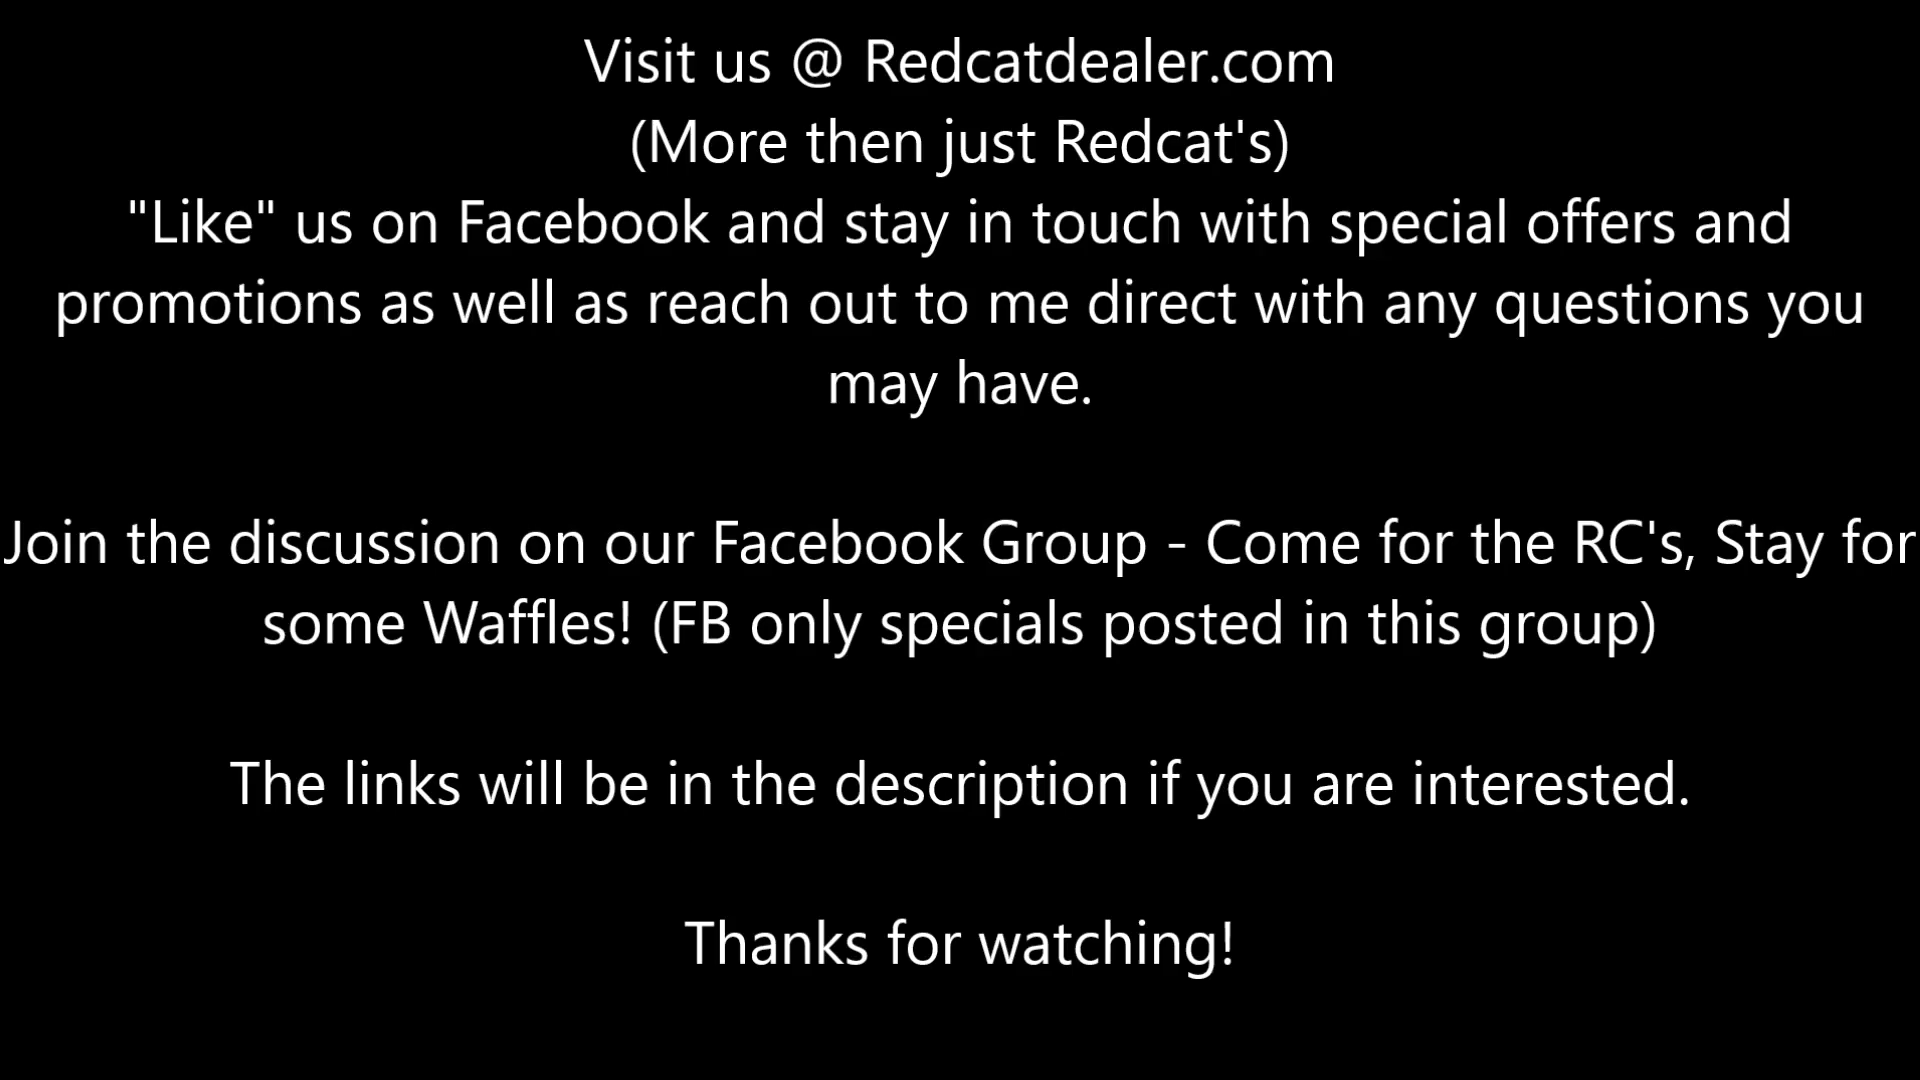 Visit us @ Redcatdealer.com
(More then just Redcat's)
"Like" us on Facebook and stay in touch with special offers and
promotions as well as reach out to me direct with any questions you
may have.
Join the discussion on our Facebook Group - Come for the RC's, Stay for
some Waffles! (FB only specials posted in this group)
The links will be in the description if you are interested.
Thanks for watching!